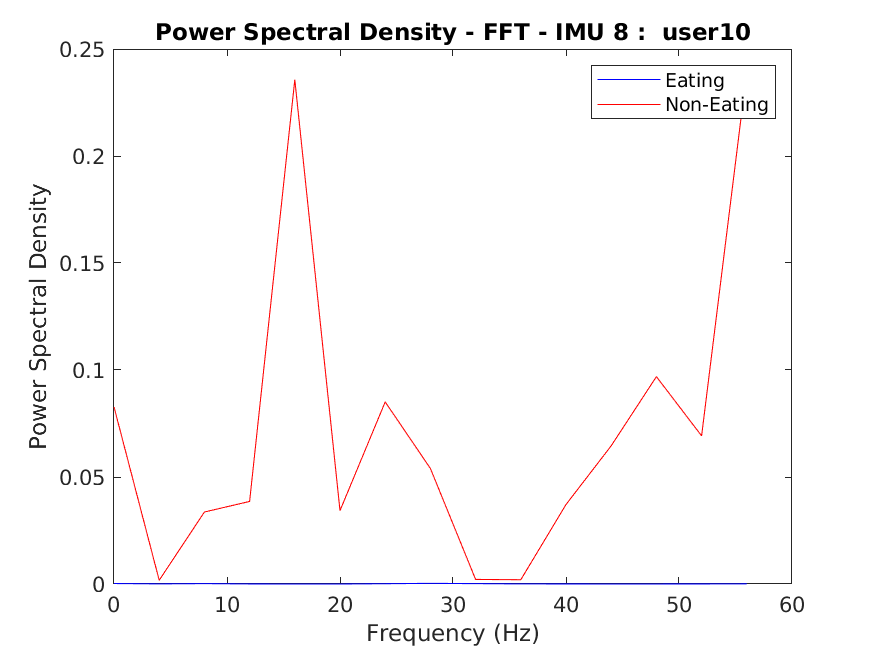 Power Spectral Density - FFT - IMU 8 :  user10
Eating
Non-Eating
Power Spectral Density
0.25
0.2
0.15
0.1
0.05
0
0 10 20 30 40 50 60
Frequency (Hz)